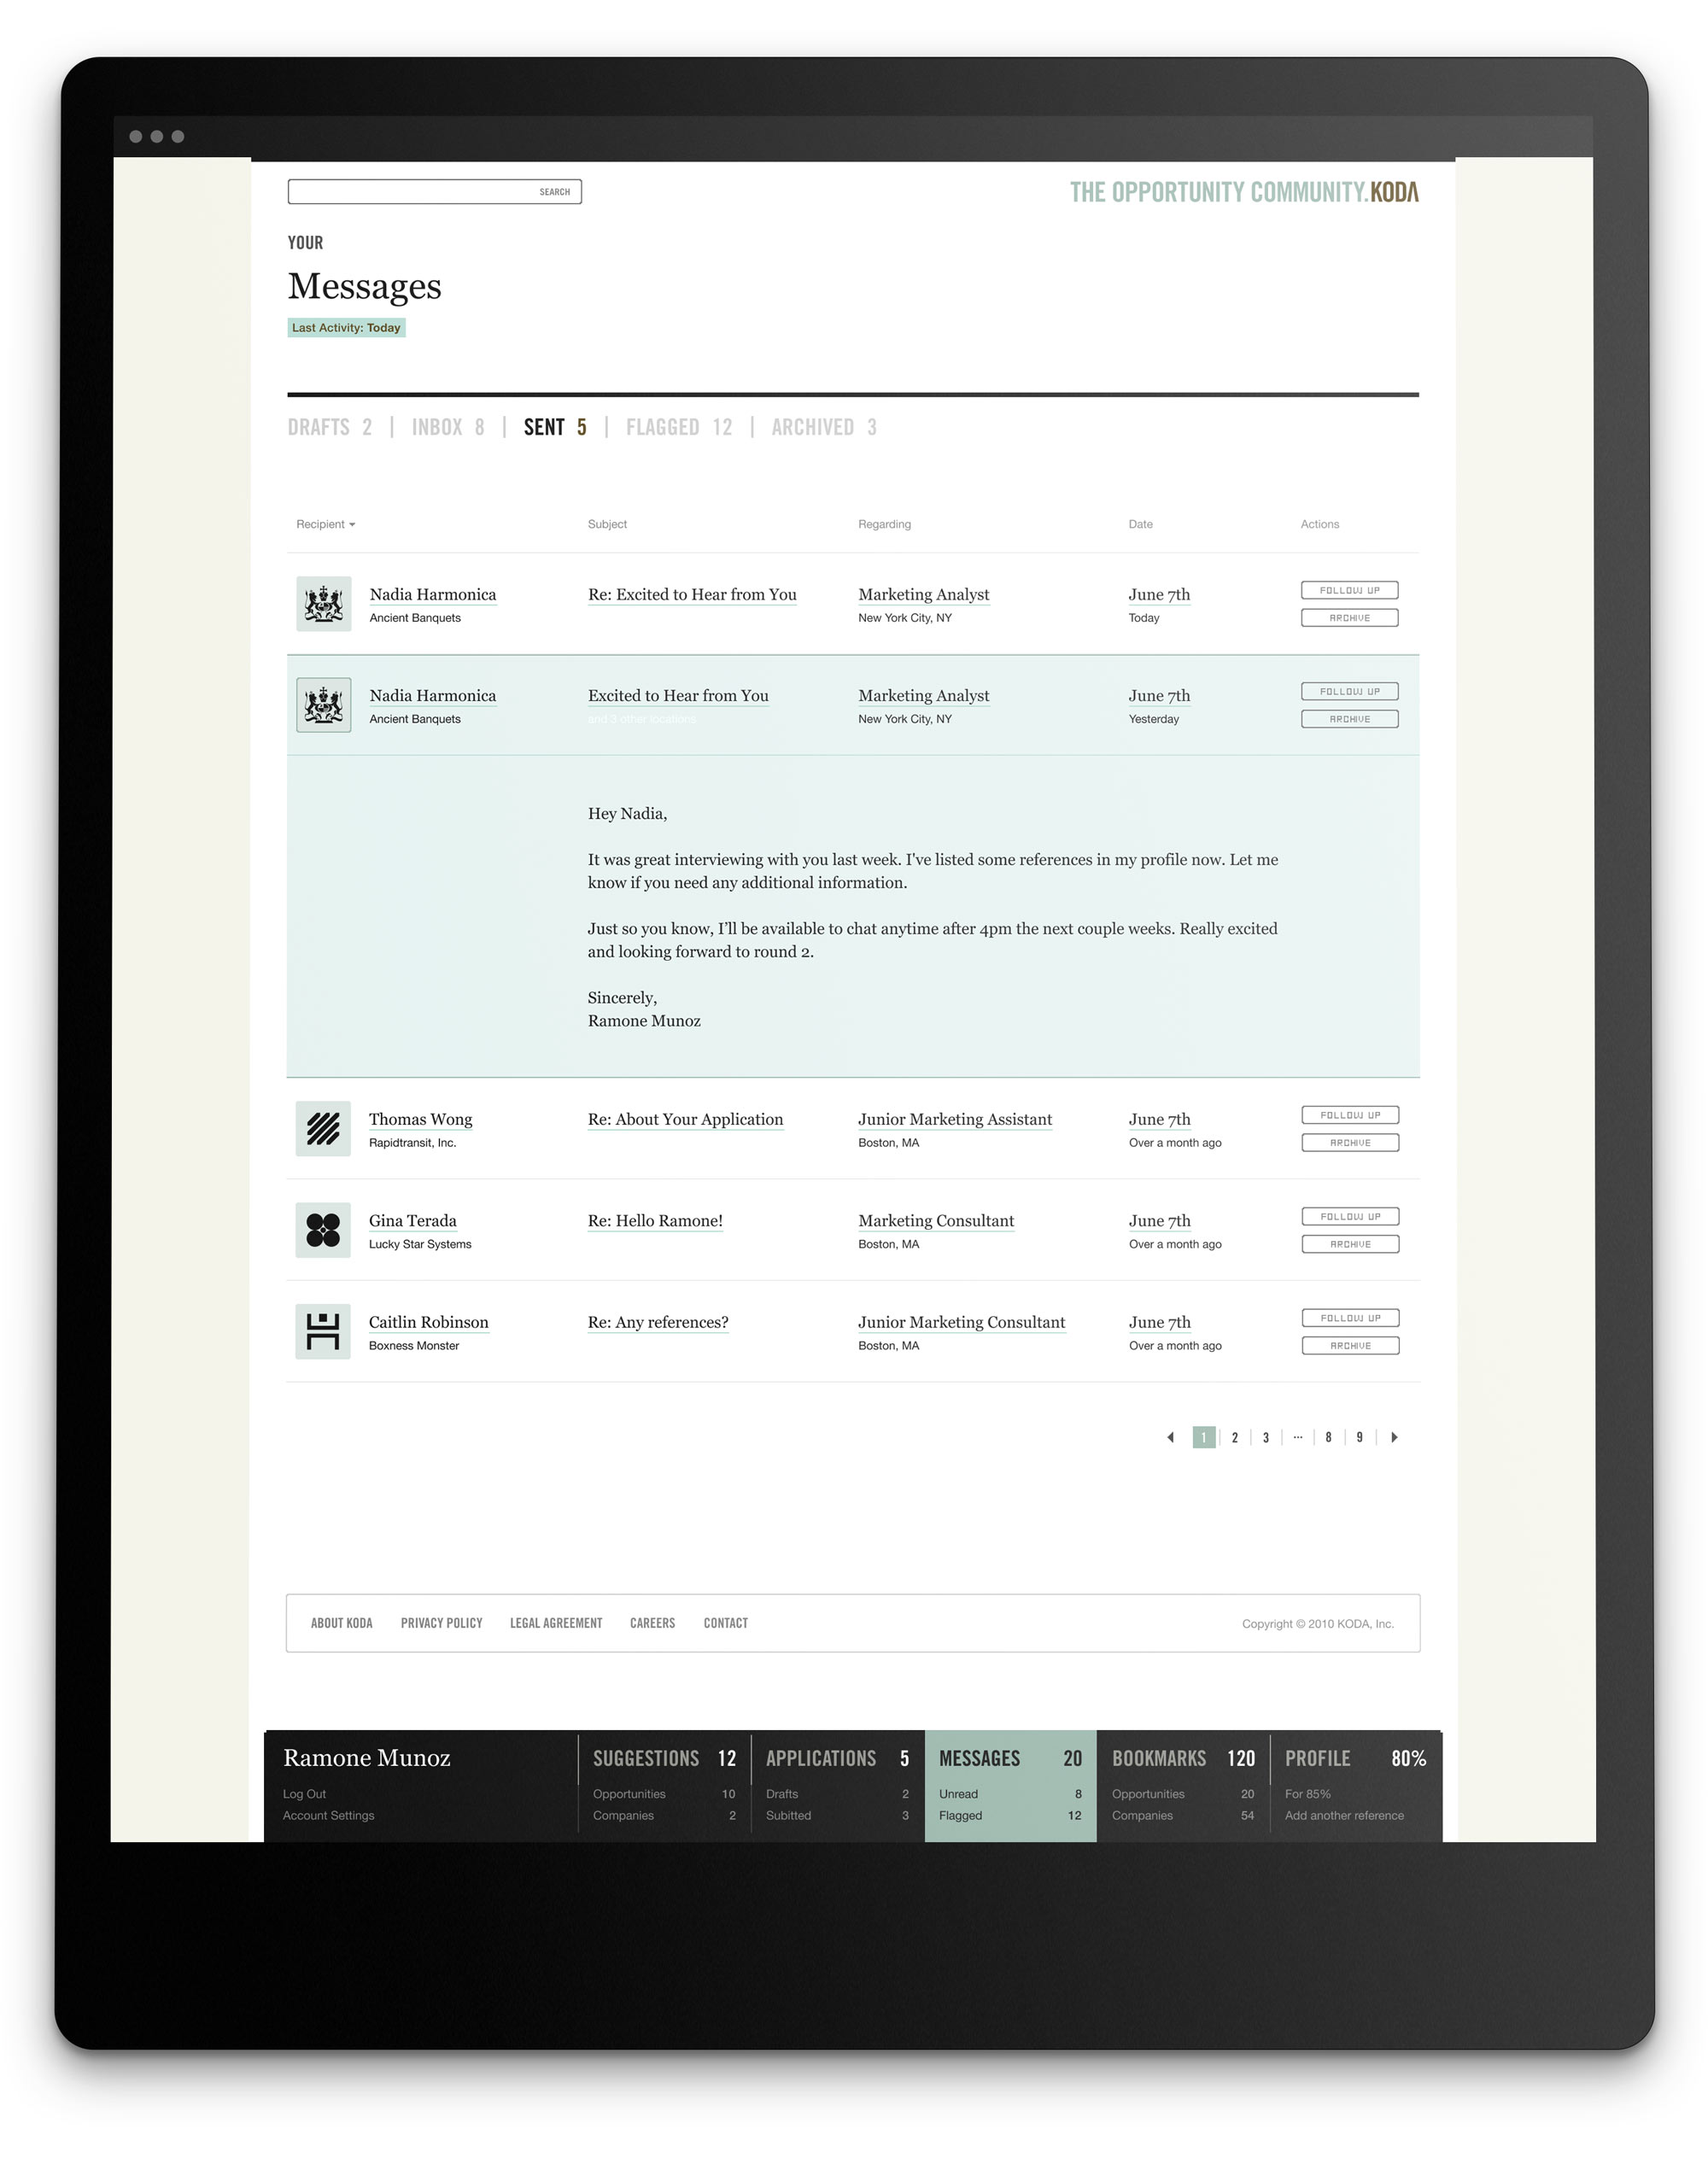 SEARCH
THE OPPORTUNITY COMMUNITY.KODA
YOUR
Messages
Last Activity: Today
DRAFTS 2 | INBOX 8 | SENT 5 | FLAGGED 12 | ARCHIVED 3
Recipient Subject Regarding Date Actions
Nadia Harmonica Re: Excited to Hear from You Marketing Analyst June 7th FOLLOW UP
Ancient Banquets New York City, NY Today ARCHIVE
Nadia Harmonica Excited to Hear from You Marketing Analyst June 7th FOLLOW UP
Ancient Banquets and 3 other locations New York City, NY Yesterday ARCHIVE
Hey Nadia,
It was great interviewing with you last week. I've listed some references in my profile now. Let me
know if you need any additional information.
Just so you know, I’ll be available to chat anytime after 4pm the next couple weeks. Really excited
and looking forward to round 2.
Sincerely,
Ramone Munoz
Thomas Wong Re: About Your Application Junior Marketing Assistant June 7th FOLLOW UP
Rapidtransit, Inc. Boston, MA Over a month ago ARCHIVE
Gina Terada Re: Hello Ramone! Marketing Consultant June 7th FOLLOW UP
Lucky Star Systems Boston, MA Over a month ago ARCHIVE
Caitlin Robinson Re: Any references? Junior Marketing Consultant June 7th FOLLOW UP
Boxness Monster Boston, MA Over a month ago ARCHIVE
1 | 2 | 3 | ... | 8 | 9 |
ABOUT KODA PRIVACY POLICY LEGAL AGREEMENT CAREERS CONTACT Copyright © 2010 KODA, Inc.
Ramone Munoz SUGGESTIONS 12 APPLICATIONS 5 MESSAGES 20 BOOKMARKS 120 PROFILE 80%
Log Out Opportunities 10 Drafts 2 Unread 8 Opportunities 20 For 85%
Account Settings Companies 2 Subitted 3 Flagged 12 Companies 54 Add another reference